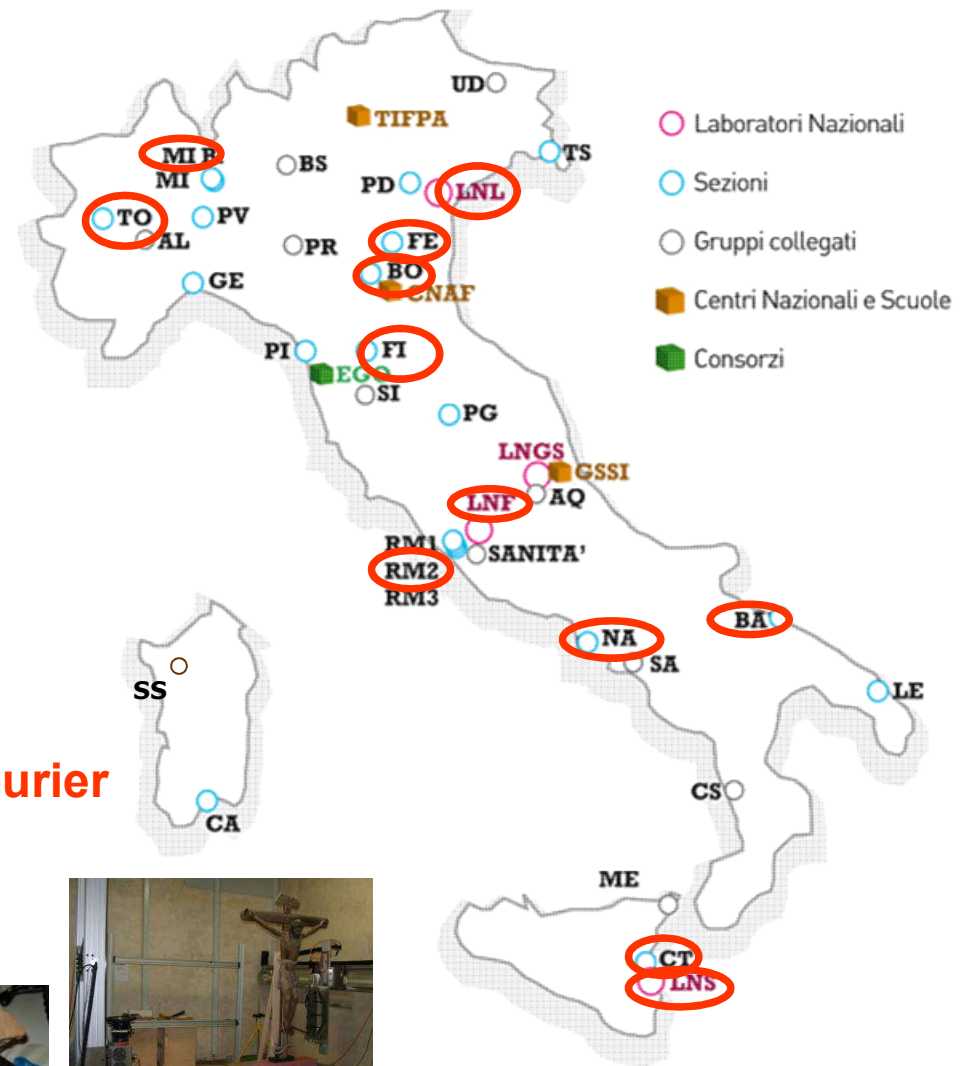 UD
TIFPA
Laboratori Nazionali
MI B
BS
TS
MI
PD
LNL
Sezioni
TO
PV
AL
PR
FE
Gruppi collegati
BO
GE
CNAF
Centri Nazionali e Scuole
PI
FI
EGO
Consorzi
SI
PG
LNGS
GSSI
LNF
AQ
RM1
SANITA'
RM2
RM3
BA
NA
SA
SS
LE
urier
CS
CA
ME
CT
LNS